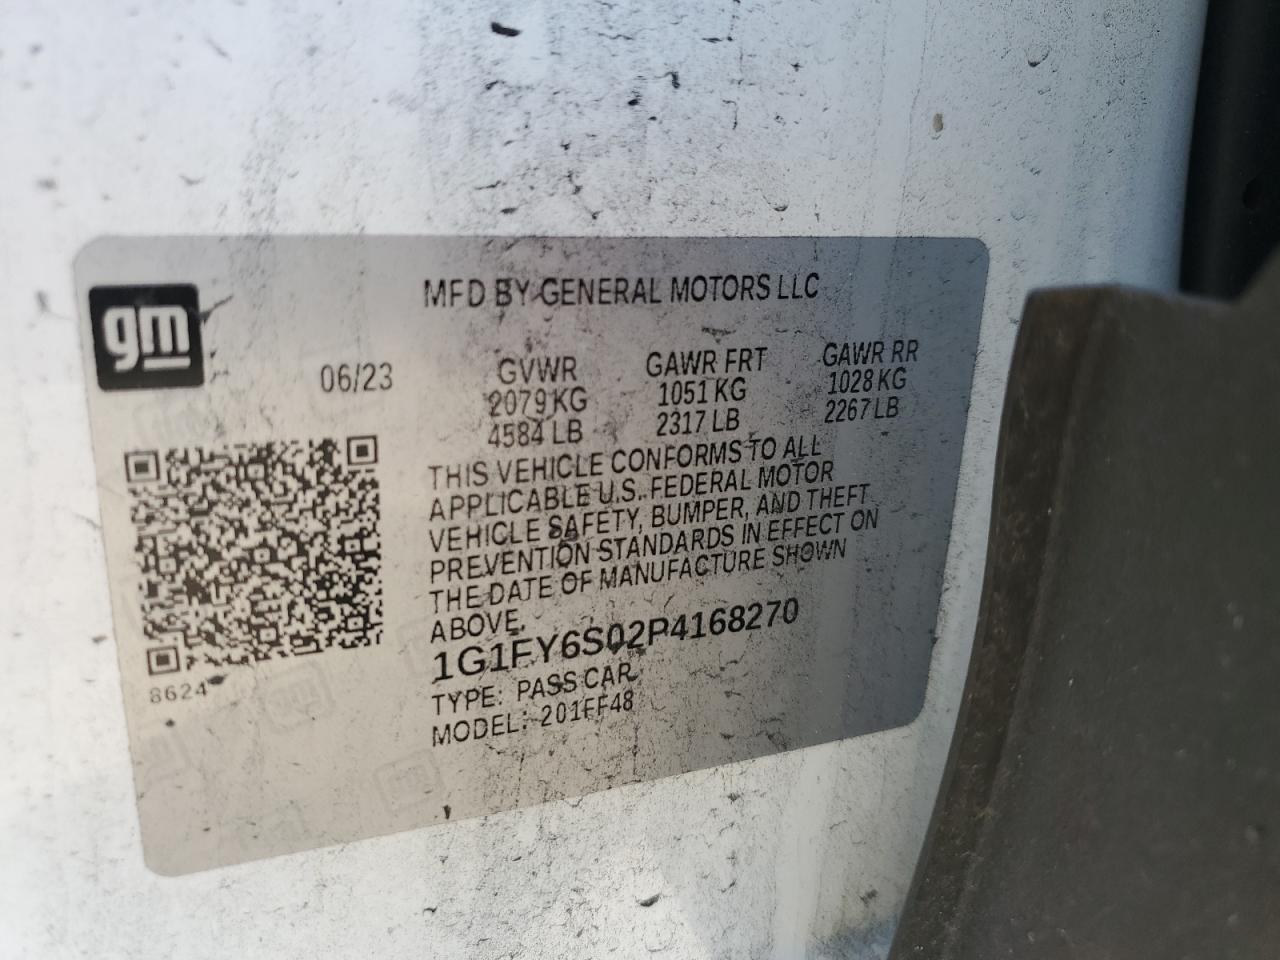 gm
MFD BY GENERAL MOTORS LLC
06/23
GVWR
2079 KG
4584 LB
GAWR FRT
1051 KG
2317 LB
GAWR RR
1028 KG
2267 LB
THIS VEHICLE CONFORMS TO ALL
APPLICABLE U.S. FEDERAL MOTOR
VEHICLE SAFETY, BUMPER, AND THEFT
PREVENTION STANDARDS IN EFFECT ON
THE DATE OF MANUFACTURE SHOWN
ABOVE.
1G1FY6S02P4168270
TYPE: PASS CAR
MODEL: 201FF48
8624